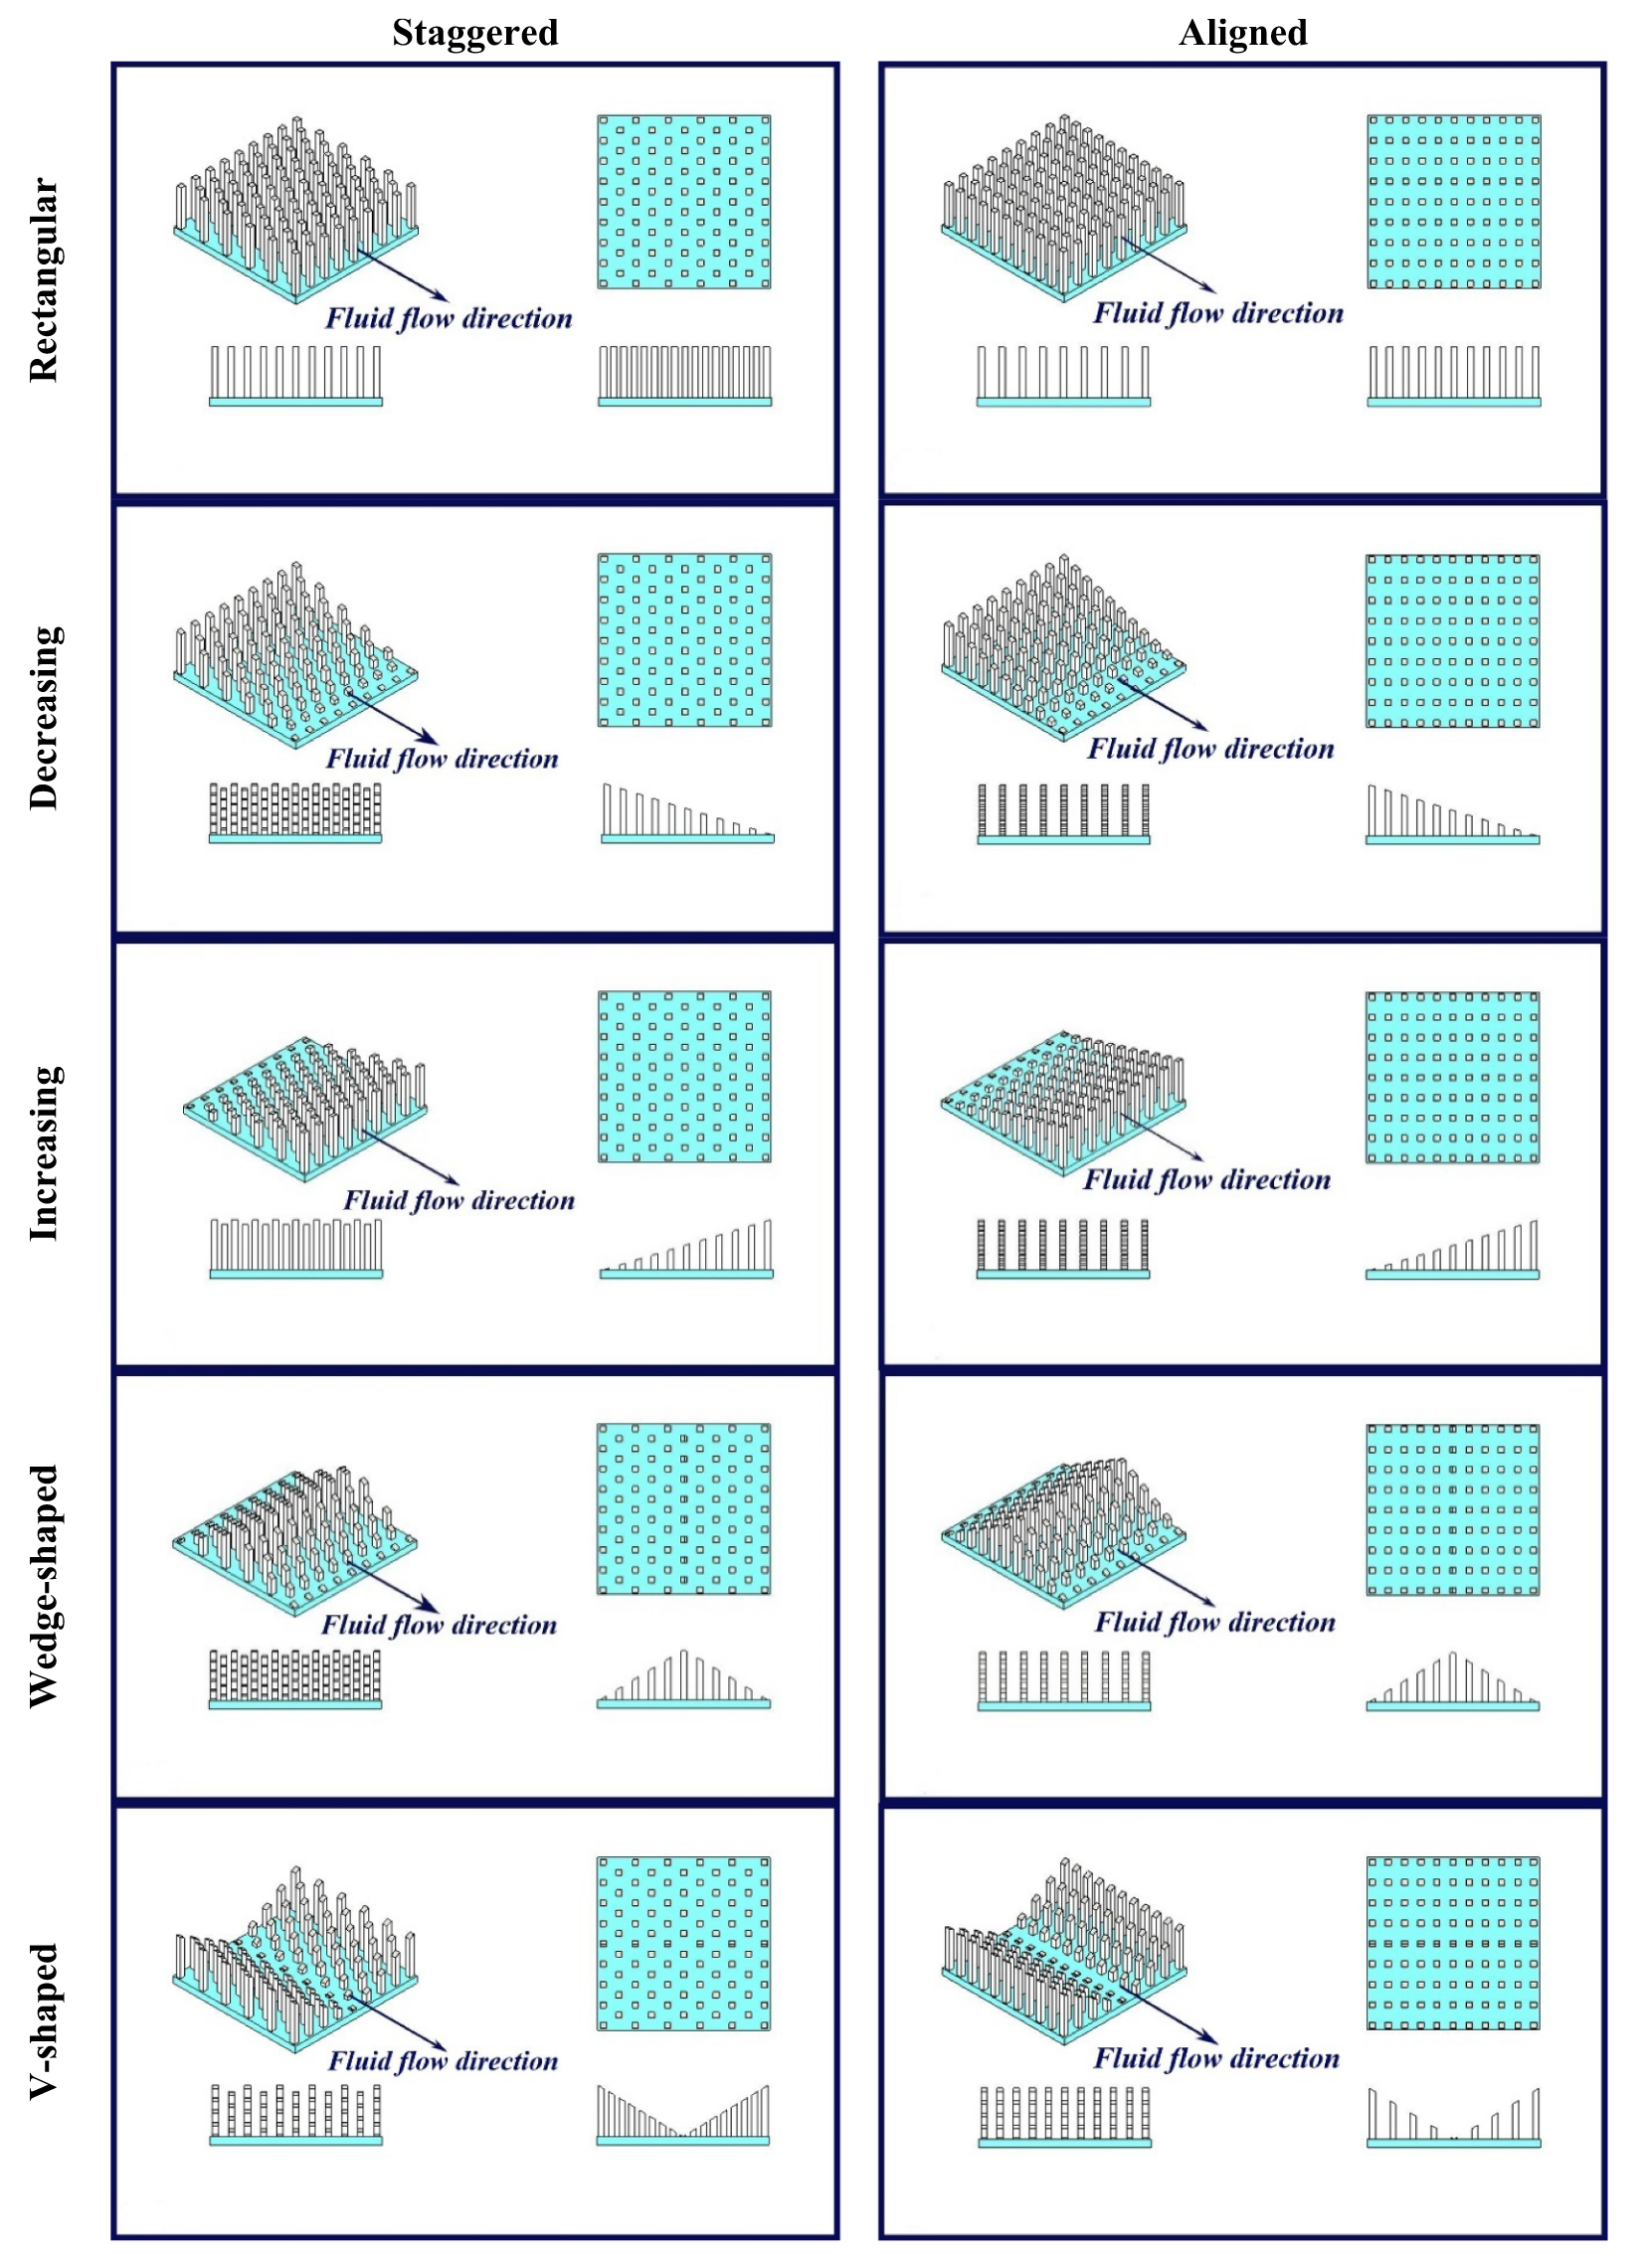 Staggered
Aligned
Rectangular
Fluid flow direction
Fluid flow direction
Decreasing
Fluid flow direction
Fluid flow direction
Increasing
Fluid flow direction
Fluid flow direction
Wedge-shaped
Fluid flow direction
Fluid flow direction
V-shaped
Fluid flow direction
Fluid flow direction